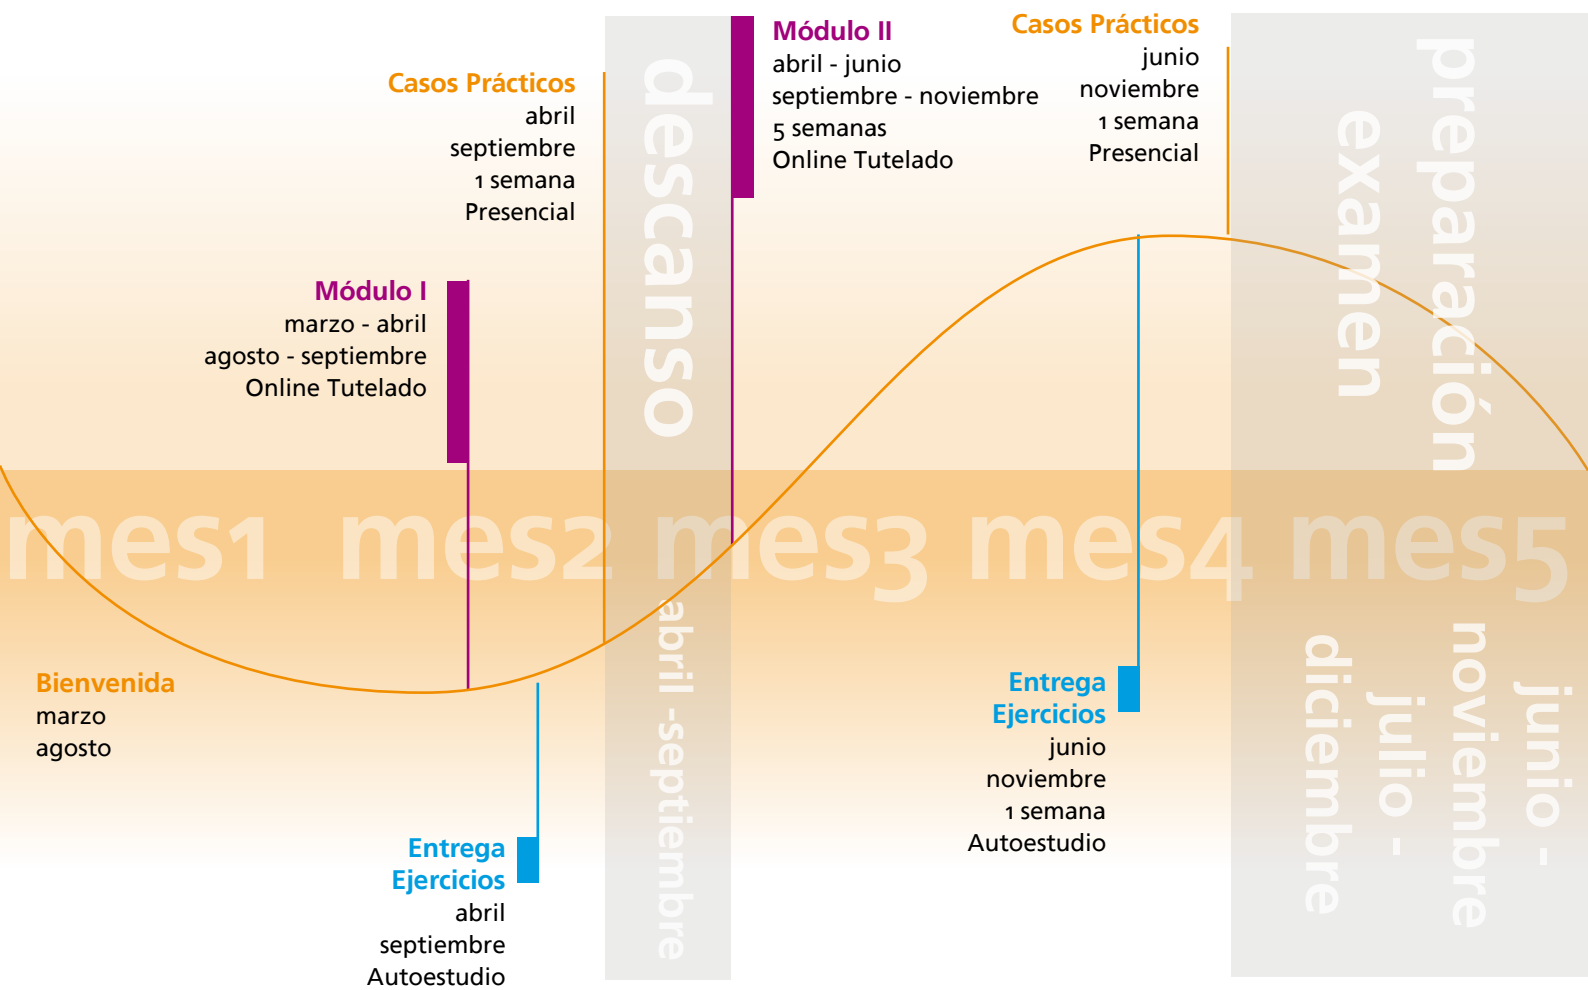 Bienvenida
marzo
agosto
Módulo I
marzo - abril
agosto - septiembre
Online Tutelado
Entrega
Ejercicios
abril
septiembre
Autoestudio
Casos Prácticos
abril
septiembre
1 semana
Presencial
descanso
abril -septiembre
Módulo II
abril - junio
septiembre - noviembre
5 semanas
Online Tutelado
Entrega
Ejercicios
junio
noviembre
1 semana
Autoestudio
Casos Prácticos
junio
noviembre
1 semana
Presencial
preparación
examen
junio -
noviembre
julio -
diciembre
mes1 mes2 mes3 mes4 mes5